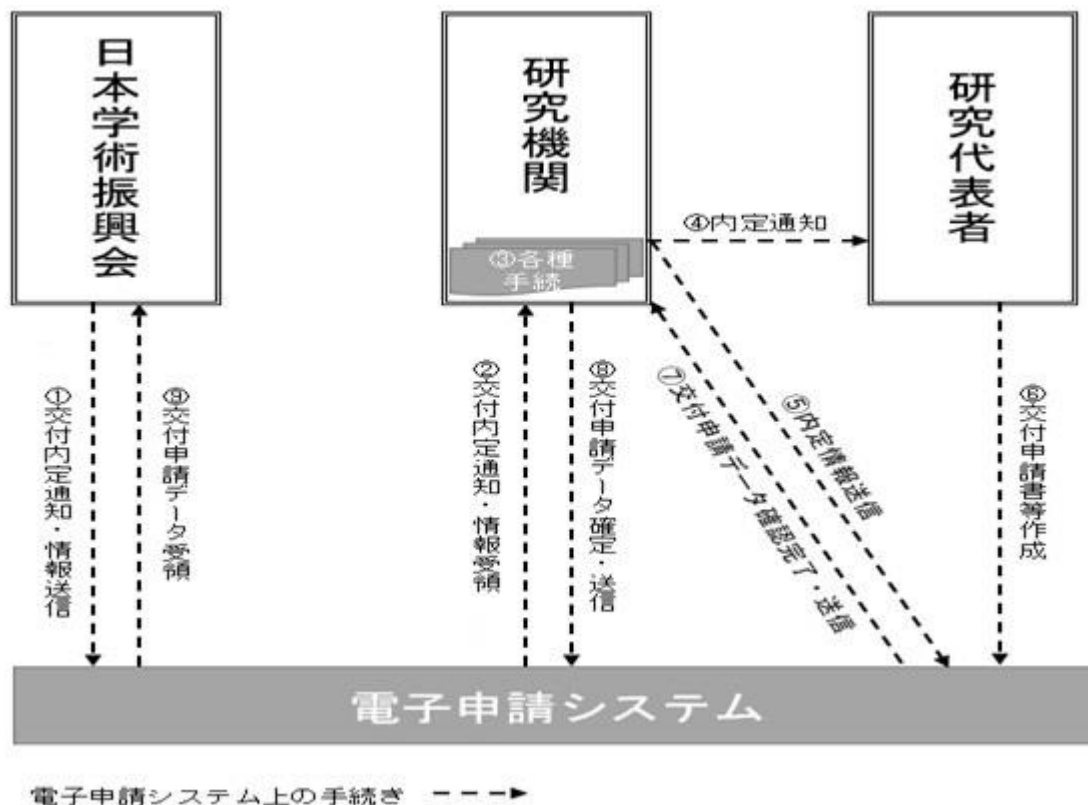 日本学術振興会
研究機関
研究代表者
④内定通知
③各種
手続
①交付内定通知・情報送信
⑨交付申請データ受領
②交付内定通知・情報受領
⑧交付申請データ確定・送信
⑦交付申請データ確認完了・送信
⑤内定情報送信
⑥交付申請書等作成
電子申請システム
電子申請システム上の手続き